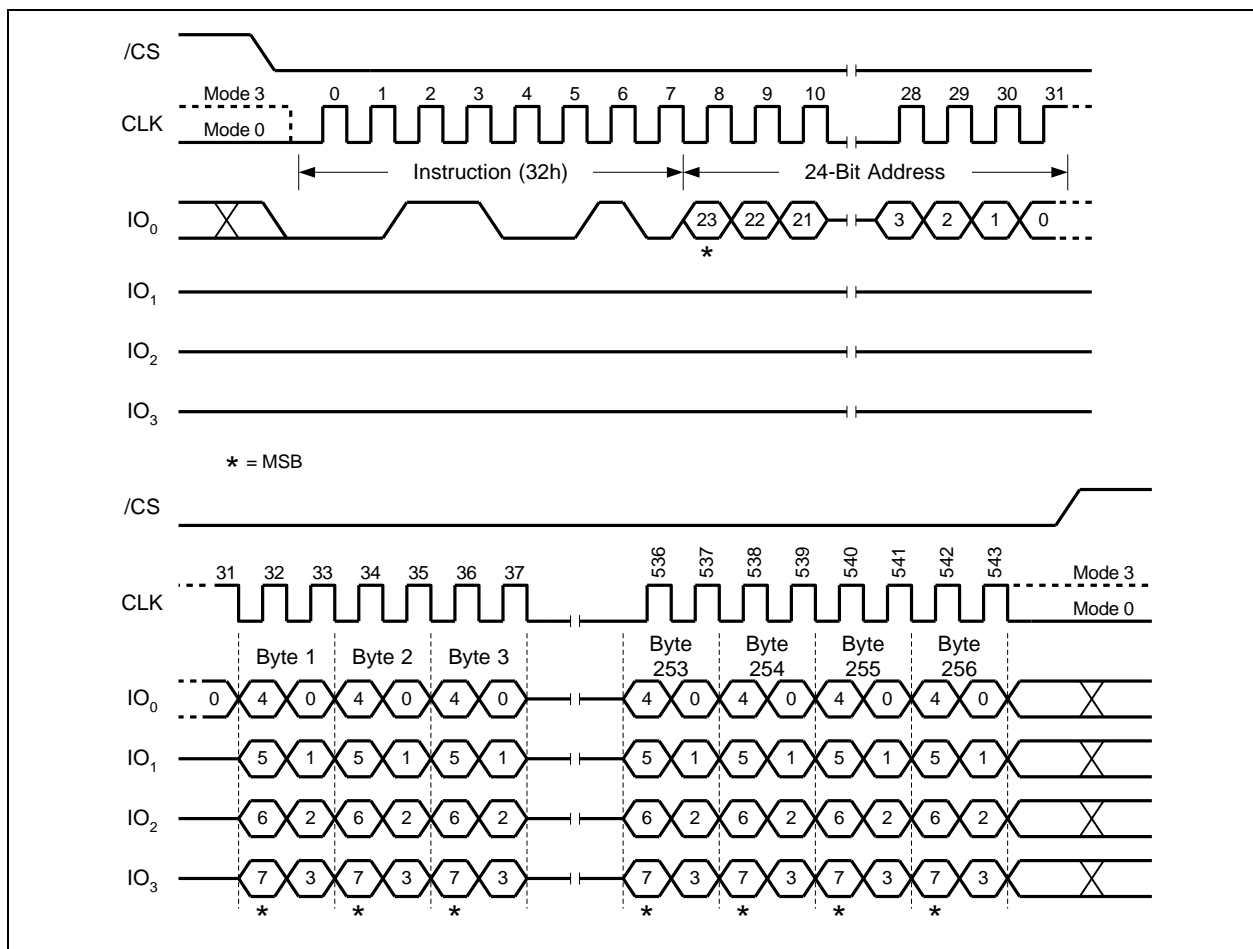 /CS
Mode 3
0 1 2 3 4 5 6 7 8 9 10 28 29 30 31
CLK
Mode 0
Instruction (32h) 24-Bit Address
IO0 23 22 21 3 2 1 0
*
IO1
IO2
IO3
* = MSB
/CS
31 32 33 34 35 36 37 536 537 538 539 540 541 542 543
Mode 3
CLK
Mode 0
Byte 1 Byte 2 Byte 3 Byte 253 Byte 254 Byte 255 Byte 256
IO0 0 4 0 4 0 4 0 4 0 4 0 4 0 4 0
IO1 5 1 5 1 5 1 5 1 5 1 5 1 5 1
IO2 6 2 6 2 6 2 6 2 6 2 6 2 6 2
IO3 7 3 7 3 7 3 7 3 7 3 7 3 7 3
* * * * * * *